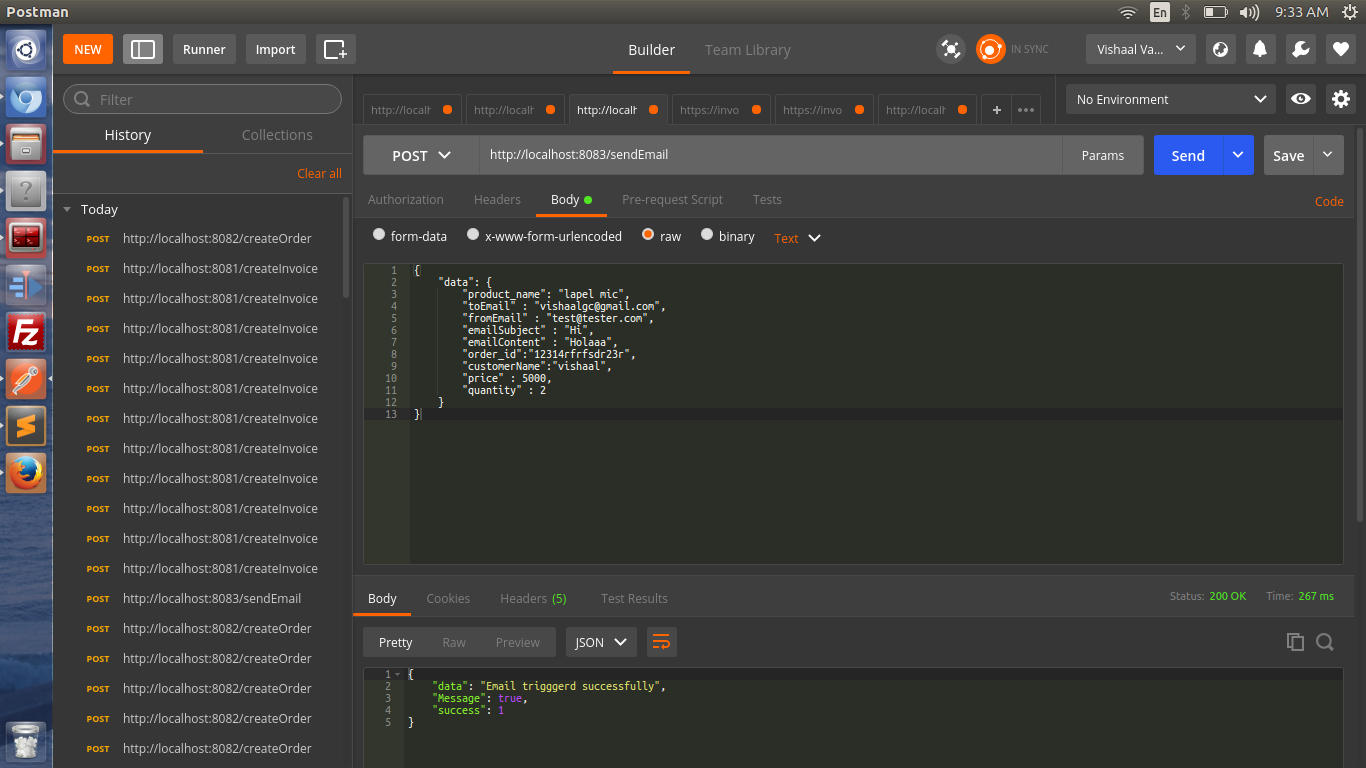 Postman
En
9:33 AM
NEW
Runner
Import
Builder
Team Library
IN SYNC
Vishaal Va...
Filter
History
Collections
Clear all
Today
POST http://localhost:8082/createOrder
POST http://localhost:8081/createInvoice
POST http://localhost:8081/createInvoice
POST http://localhost:8081/createInvoice
POST http://localhost:8081/createInvoice
POST http://localhost:8081/createInvoice
POST http://localhost:8081/createInvoice
POST http://localhost:8081/createInvoice
POST http://localhost:8081/createInvoice
POST http://localhost:8081/createInvoice
POST http://localhost:8081/createInvoice
POST http://localhost:8081/createInvoice
POST http://localhost:8083/sendEmail
POST http://localhost:8082/createOrder
POST http://localhost:8082/createOrder
POST http://localhost:8082/createOrder
POST http://localhost:8082/createOrder
POST http://localhost:8082/createOrder
http://localh
http://localh
http://localh
https://invo
https://invo
http://localh
+
•••
No Environment
POST
http://localhost:8083/sendEmail
Params
Send
Save
Authorization
Headers
Body
Pre-request Script
Tests
Code
form-data
x-www-form-urlencoded
raw
binary
Text
1 {
2 "data": {
3 "product_name": "lapel mic",
4 "toEmail" : "vishaalgc@gmail.com",
5 "fromEmail" : "test@tester.com",
6 "emailSubject" : "Hi",
7 "emailContent" : "Holaaa",
8 "order_id":"12314rfrfsdr23r",
9 "customerName":"vishaal",
10 "price" : 5000,
11 "quantity" : 2
12 }
13 }
Body
Cookies
Headers (5)
Test Results
Status: 200 OK
Time: 267 ms
Pretty
Raw
Preview
JSON
1 {
2 "data": "Email trigggerd successfully",
3 "Message": true,
4 "success": 1
5 }
Fz